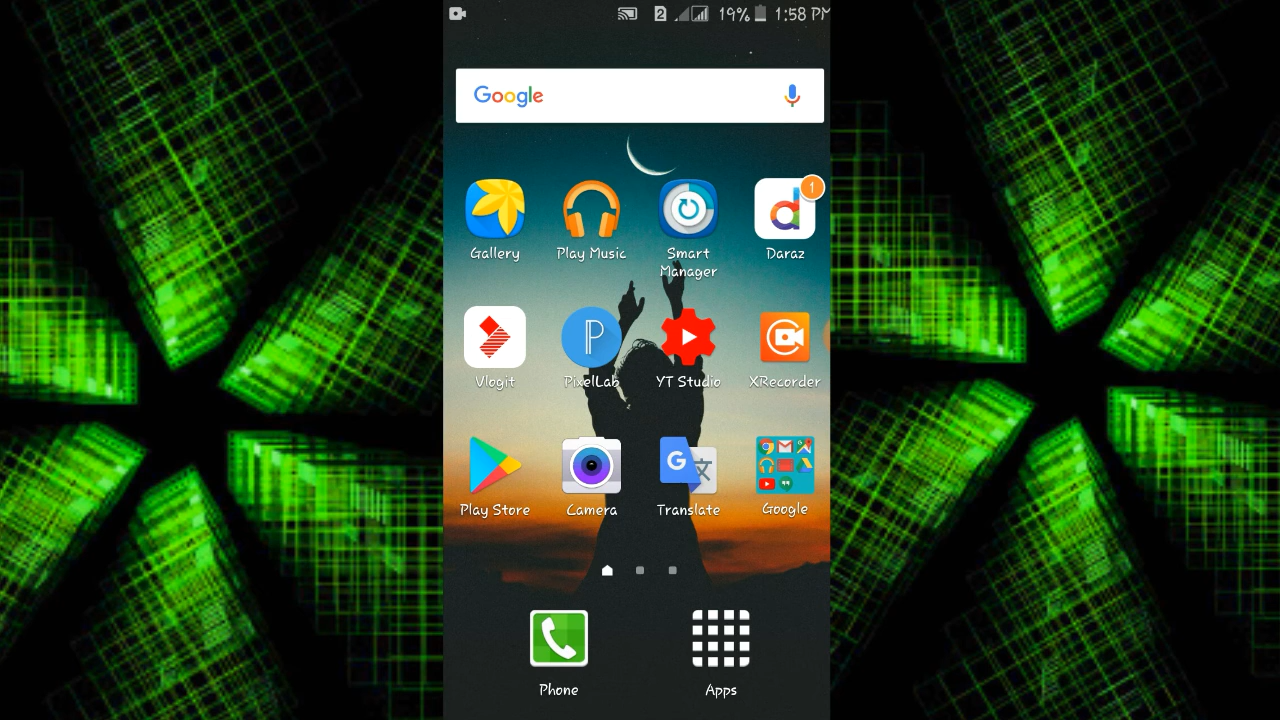 2 19% 1:58 PM
Google
Gallery Play Music Smart Manager Daraz 1
Vlogit PixelLab YT Studio XRecorder
Play Store Camera Translate Google
Phone Apps